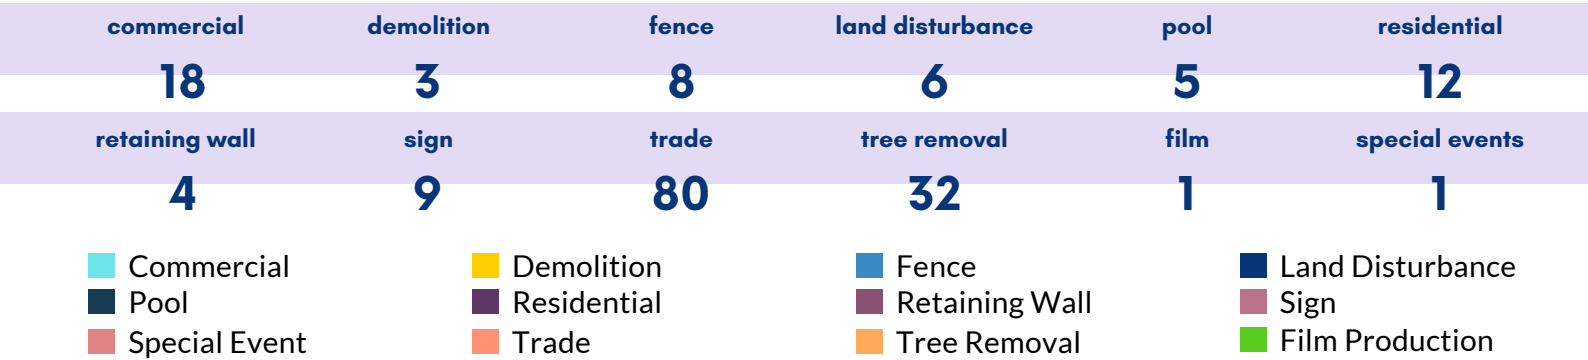 commercial demolition fence land disturbance pool residential
18 3 8 6 5 12
retaining wall sign trade tree removal film special events
4 9 80 32 1 1
Commercial Demolition Fence Land Disturbance
Pool Residential Retaining Wall Sign
Special Event Trade Tree Removal Film Production